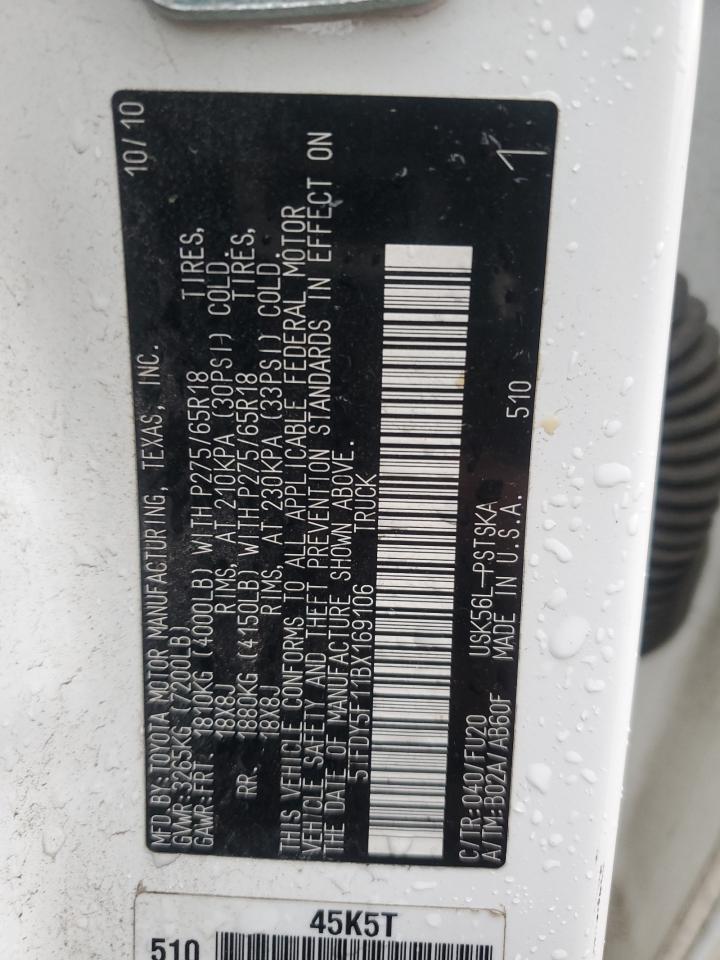 MFD BY:TOYOTA MOTOR MANUFACTURING, TEXAS, INC. 10/10
GVWR:3265KG (7200LB)
GAWR:FRT 1810KG (4000LB) WITH P275/65R18 TIRES,
18X8J RIMS, AT 210KPA (30PSI) COLD.
RR. 1880KG (4150LB) WITH P275/65R18 TIRES,
18X8J RIMS, AT 230KPA (33PSI) COLD.
THIS VEHICLE CONFORMS TO ALL APPLICABLE FEDERAL MOTOR
VEHICLE SAFETY AND THEFT PREVENTION STANDARDS IN EFFECT ON
THE DATE OF MANUFACTURE SHOWN ABOVE.
5TFDY5F11BX169106 TRUCK
C/TR:040/FU20 USK56L-PSTSKA 510 1
A/TM:B02A/AB60F MADE IN U.S.A.
45K5T
510